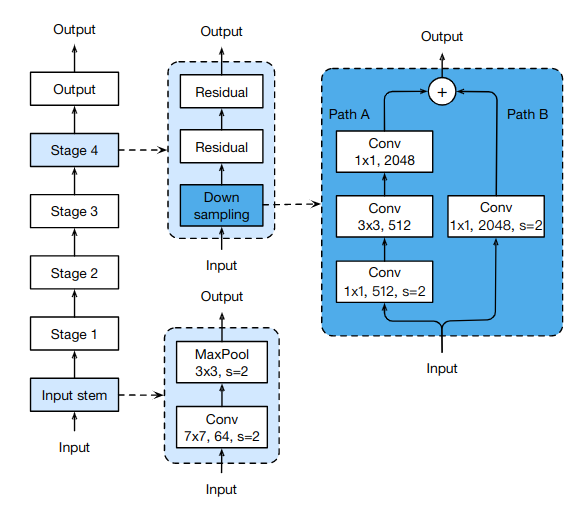 Output
Output
Stage 4
Stage 3
Stage 2
Stage 1
Input stem
Input
Output
Residual
Residual
Down
sampling
Input
Output
MaxPool
3x3, s=2
Conv
7x7, 64, s=2
Input
Output
+
Path A
Path B
Conv
1x1, 2048
Conv
3x3, 512
Conv
1x1, 512, s=2
Conv
1x1, 2048, s=2
Input